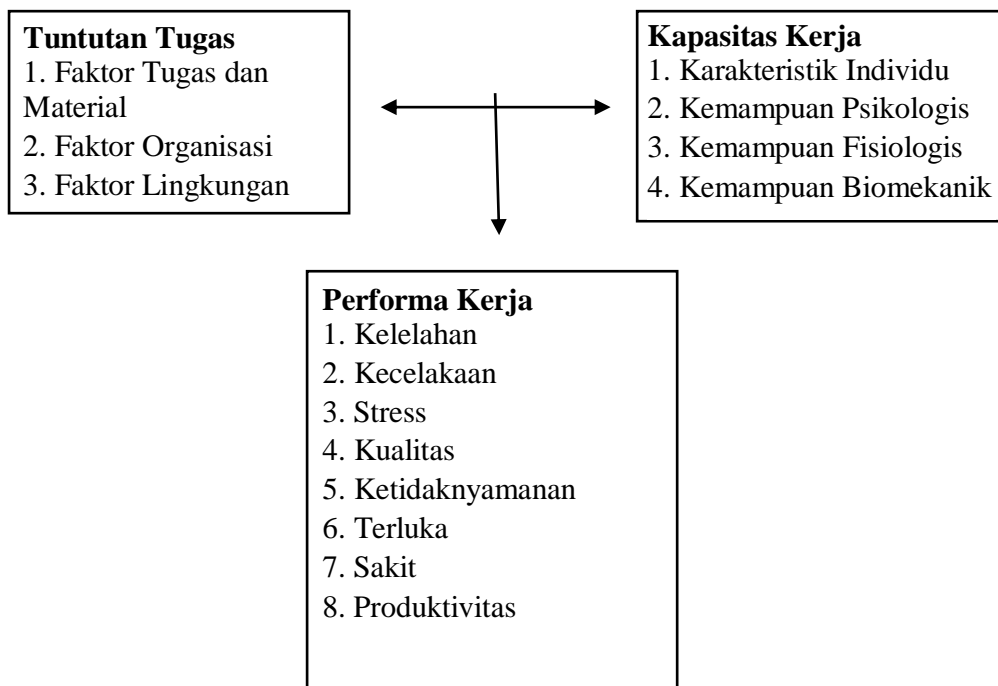 Tuntutan Tugas
1. Faktor Tugas dan
Material
2. Faktor Organisasi
3. Faktor Lingkungan
Kapasitas Kerja
1. Karakteristik Individu
2. Kemampuan Psikologis
3. Kemampuan Fisiologis
4. Kemampuan Biomekanik
Performa Kerja
1. Kelelahan
2. Kecelakaan
3. Stress
4. Kualitas
5. Ketidaknyamanan
6. Terluka
7. Sakit
8. Produktivitas